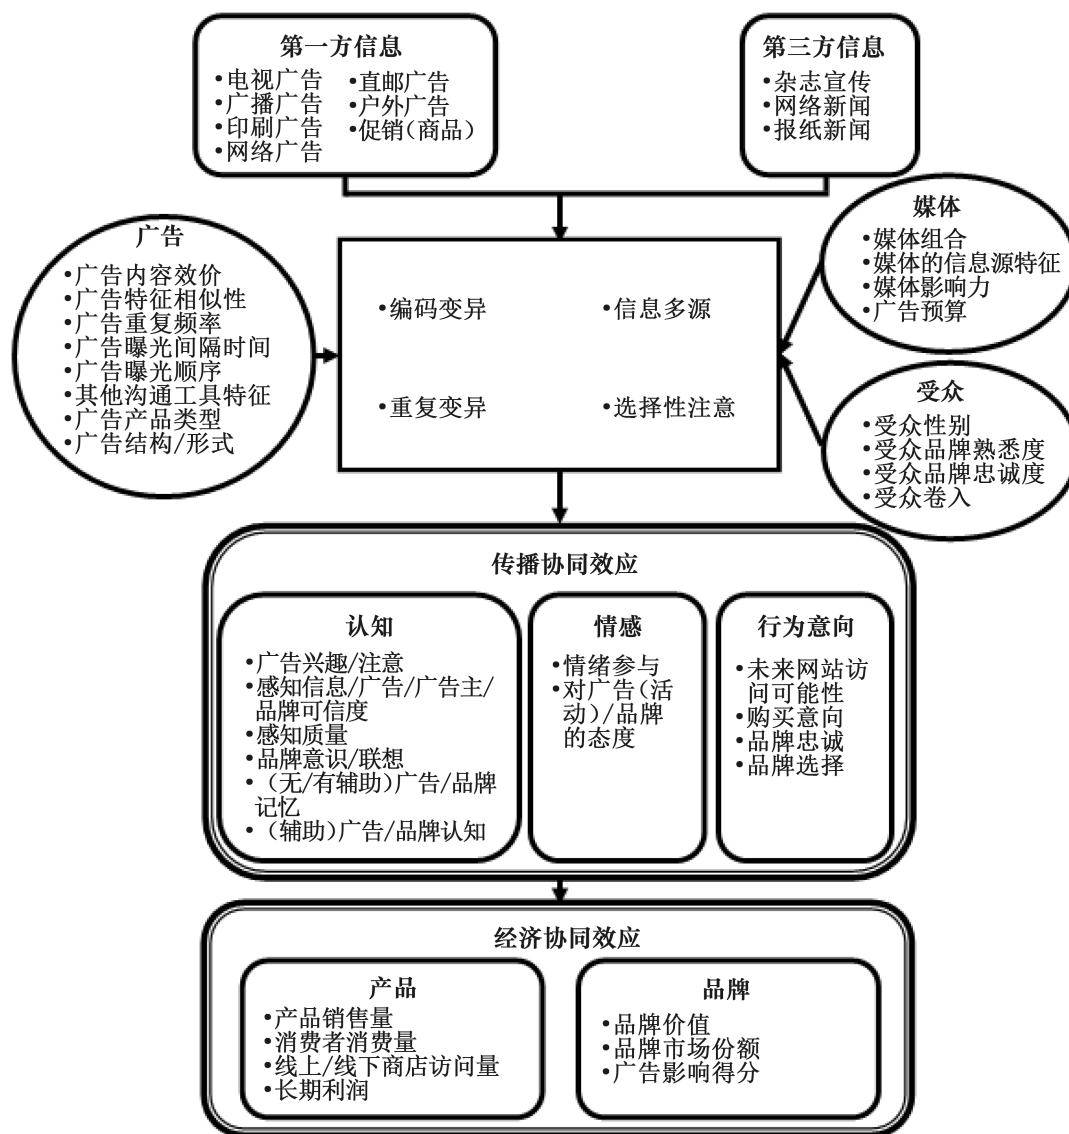 第一方信息
•电视广告
•广播广告
•印刷广告
•网络广告
•直邮广告
•户外广告
•促销(商品)
第三方信息
•杂志宣传
•网络新闻
•报纸新闻
广告
•广告内容效价
•广告特征相似性
•广告重复频率
•广告曝光间隔时间
•广告曝光顺序
•其他沟通工具特征
•广告产品类型
•广告结构/形式
•编码变异
•信息多源
•重复变异
•选择性注意
媒体
•媒体组合
•媒体的信息源特征
•媒体影响力
•广告预算
受众
•受众性别
•受众品牌熟悉度
•受众品牌忠诚度
•受众卷入
传播协同效应
认知
•广告兴趣/注意
•感知信息/广告/广告主/
品牌可信度
•感知质量
•品牌意识/联想
•(无/有辅助)广告/品牌
记忆
•(辅助)广告/品牌认知
情感
•情绪参与
•对广告(活
动)/品牌
的态度
行为意向
•未来网站访
问可能性
•购买意向
•品牌忠诚
•品牌选择
经济协同效应
产品
•产品销售量
•消费者消费量
•线上/线下商店访问量
•长期利润
品牌
•品牌价值
•品牌市场份额
•广告影响得分